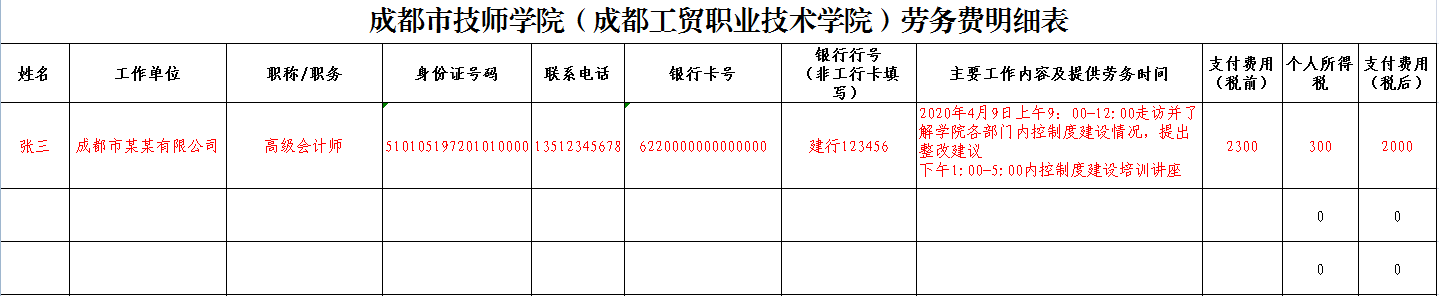 成都市技师学院（成都工贸职业技术学院）劳务费明细表
姓名 工作单位 职称/职务 身份证号码 联系电话 银行卡号 银行行号（非工行卡填写） 主要工作内容及提供劳务时间 支付费用（税前） 个人所得税 支付费用（税后）
张三 成都市某某有限公司 高级会计师 510105197201010000 13512345678 6220000000000000 建行123456
2020年4月9日上午9：00-12:00走访并了
解学院各部门内控制度建设情况，提出
整改建议
下午1:00-5:00内控制度建设培训讲座
2300 300 2000
0 0
0 0